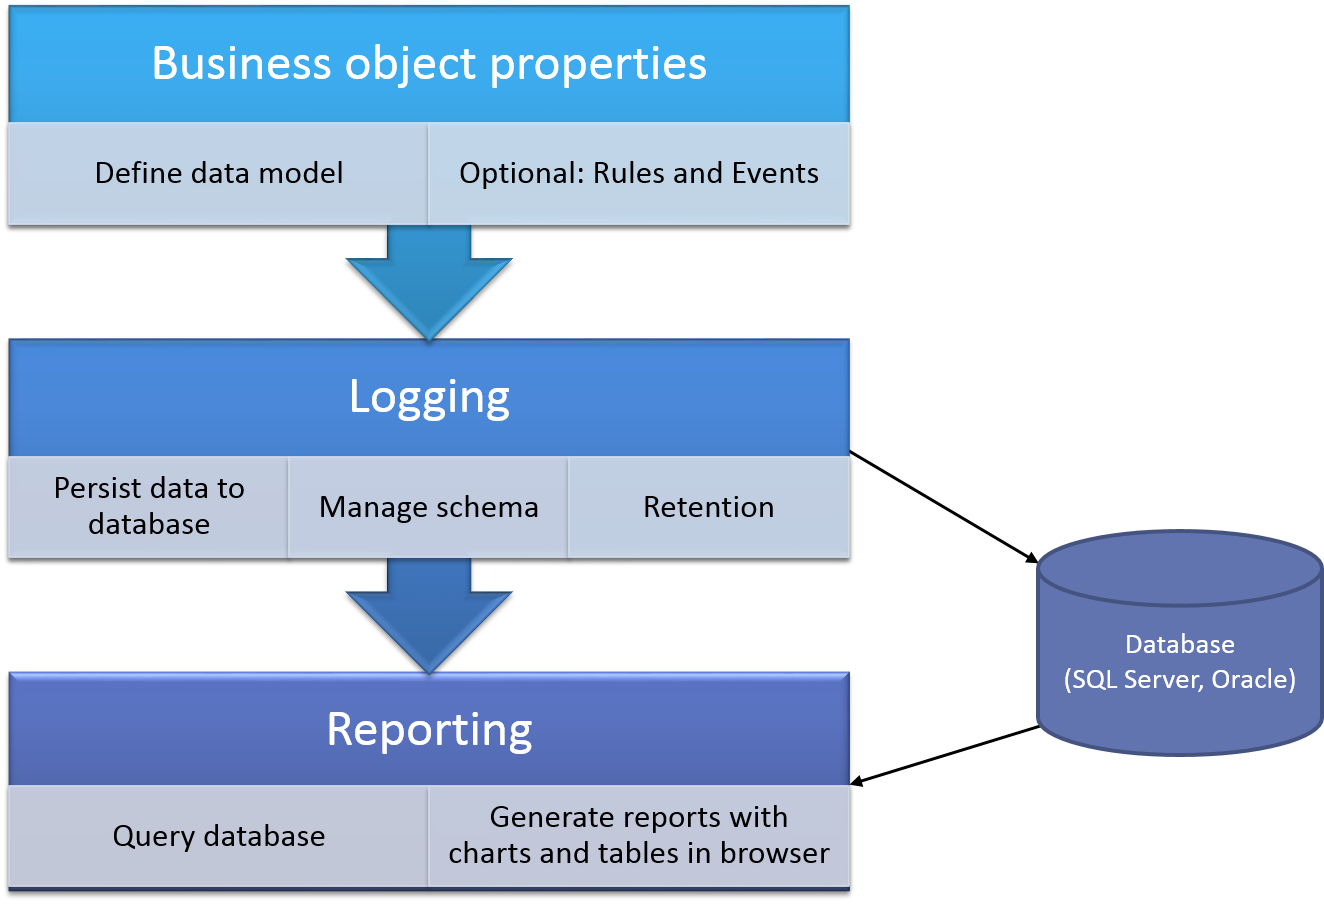 Business object properties
Define data model
Optional: Rules and Events
Logging
Persist data to
database
Manage schema
Retention
Database
(SQL Server, Oracle)
Reporting
Query database
Generate reports with
charts and tables in browser